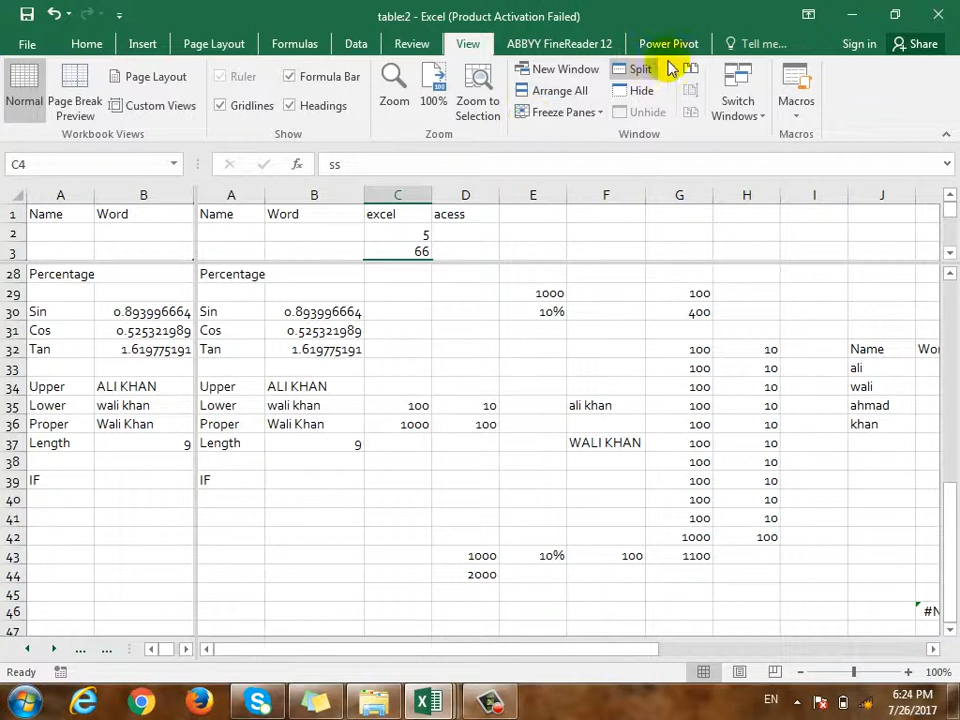 table:2 - Excel (Product Activation Failed)
File Home Insert Page Layout Formulas Data Review View ABBYY FineReader 12 Power Pivot Tell me... Sign in Share
Normal
Page Break Preview
Page Layout
Custom Views
Workbook Views
Ruler
Formula Bar
Gridlines
Headings
Show
Zoom
100%
Zoom to Selection
Zoom
New Window
Arrange All
Freeze Panes
Split
Hide
Unhide
Switch Windows
Window
Macros
Macros
C4 fx ss
A B A B C D E F G H I J
1 Name Word Name Word excel acess
2 5
3 66
28 Percentage Percentage
29 1000 100
30 Sin 0.893996664 Sin 0.893996664 10% 400
31 Cos 0.525321989 Cos 0.525321989
32 Tan 1.619775191 Tan 1.619775191 100 10 Name Wor
33 100 10 ali
34 Upper ALI KHAN Upper ALI KHAN 100 10 wali
35 Lower wali khan Lower wali khan 100 10 ali khan 100 10 ahmad
36 Proper Wali Khan Proper Wali Khan 1000 100 100 10 khan
37 Length 9 Length 9 WALI KHAN 100 10
38 100 10
39 IF IF 100 10
40 100 10
41 100 10
42 1000 100
43 1000 10% 100 1100
44 2000
45
46 #N
47
... ...
Ready 100%
EN 6:24 PM
7/26/2017